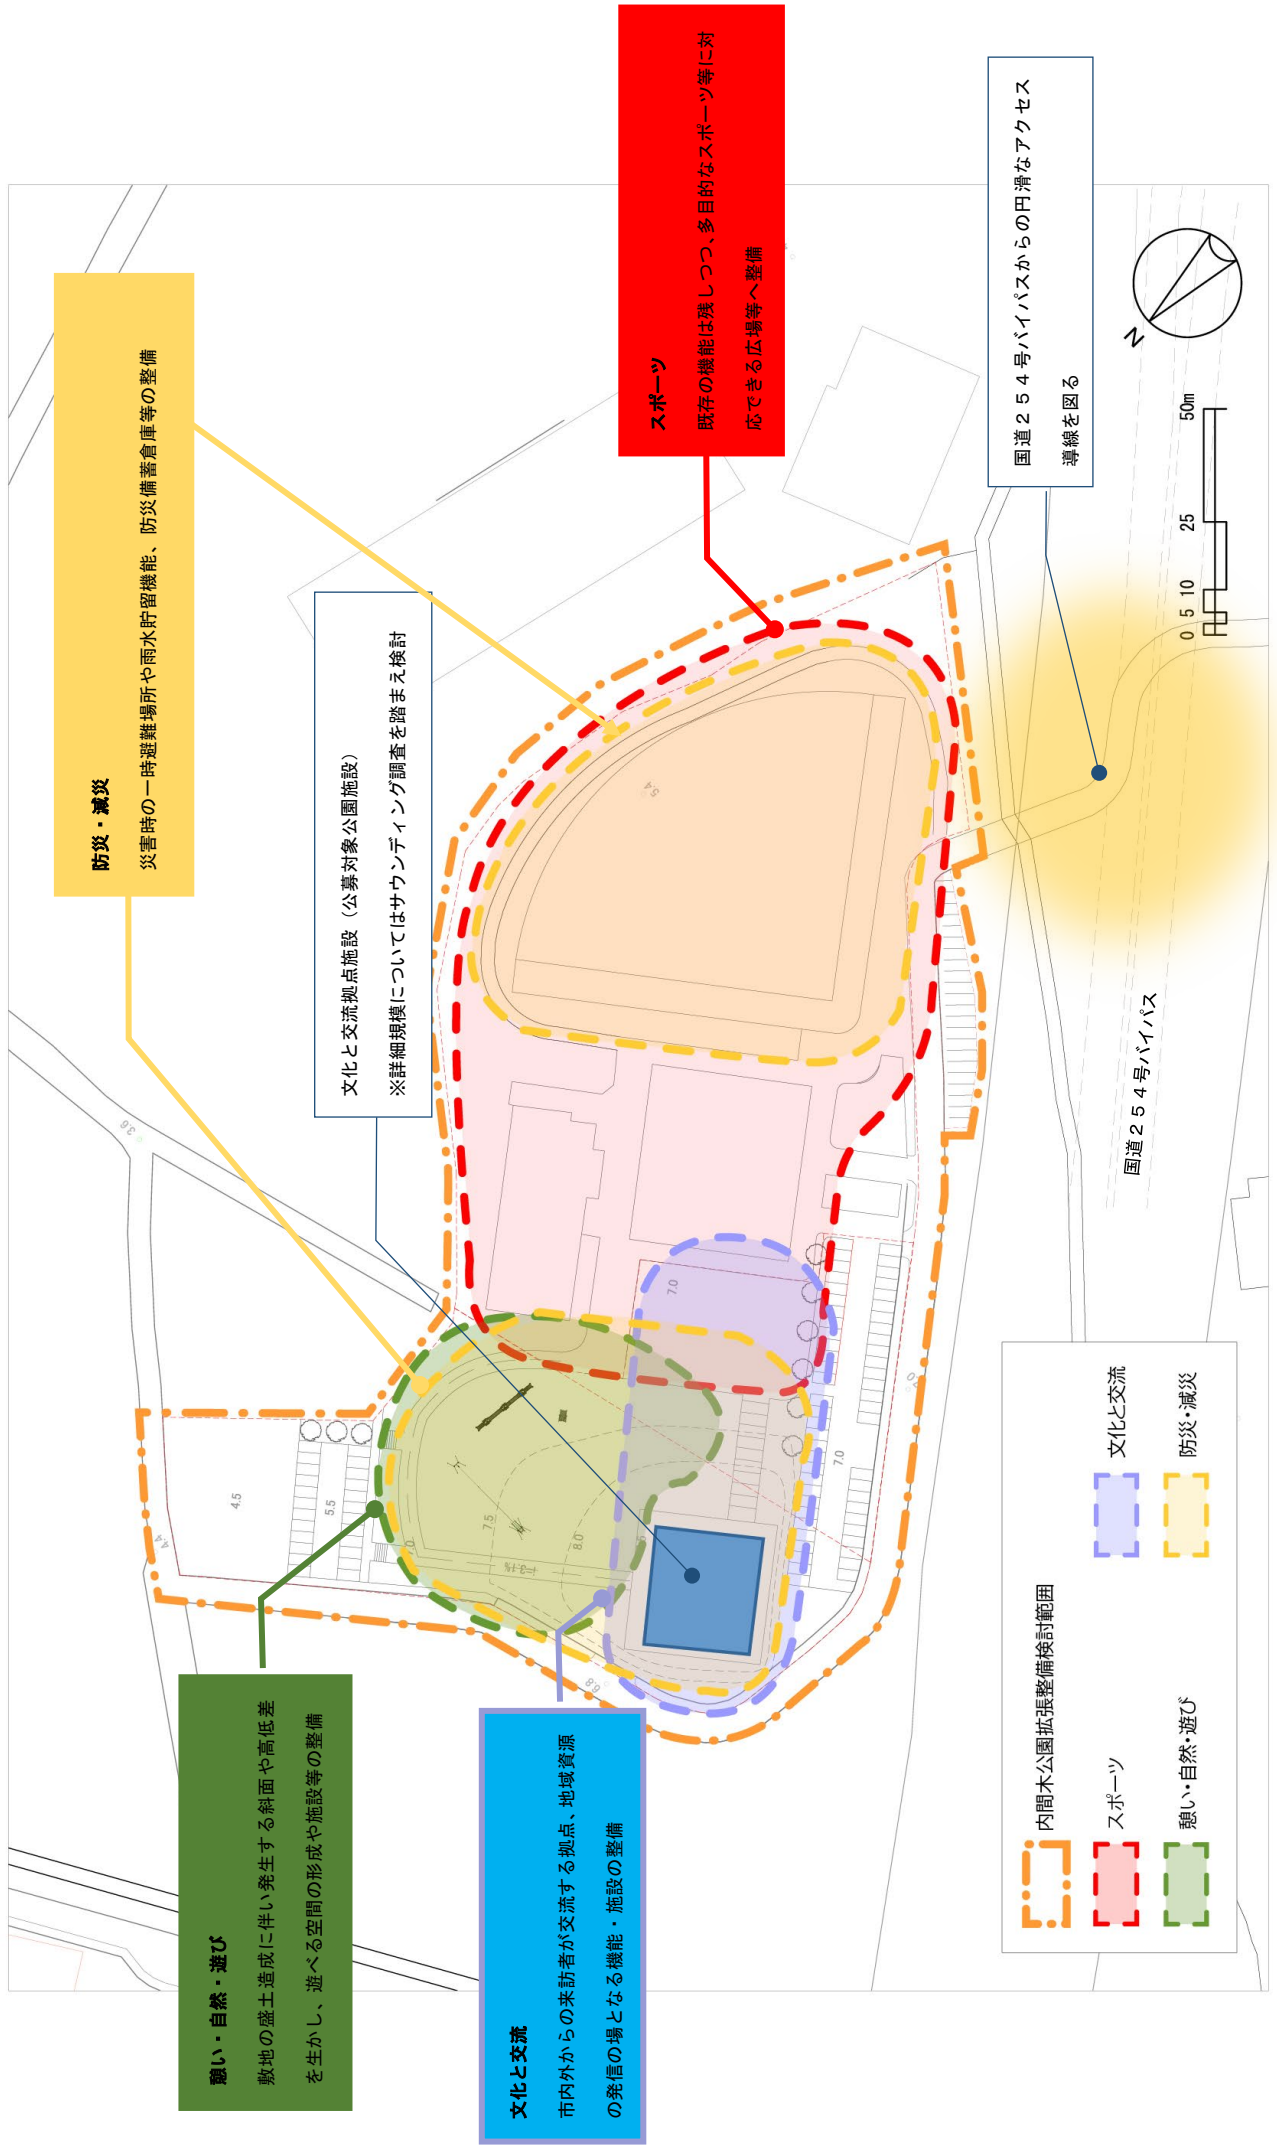 憩い・自然・遊び
敷地の盛土造成に伴い発生する斜面や高低差
を生かし、遊べる空間の形成や施設等の整備
文化と交流
市内外からの来訪者が交流する拠点、地域資源
の発信の場となる機能・施設の整備
防災・減災
災害時の一時避難場所や雨水貯留機能、防災備蓄倉庫等の整備
文化と交流拠点施設（公募対象公園施設）
※詳細規模についてはサウンディング調査を踏まえ検討
スポーツ
既存の機能は残しつつ、多目的なスポーツ等に対
応できる広場等へ整備
国道２５４号バイパスからの円滑なアクセス
導線を図る
3.6
4.4
4.5
5.5
7.0
7.5
8.0
i=3.1%
6.8
7.0
7.0
5.4
国道２５４号バイパス
N
0 5 10 25 50m
内間木公園拡張整備検討範囲
スポーツ
文化と交流
憩い・自然・遊び
防災・減災